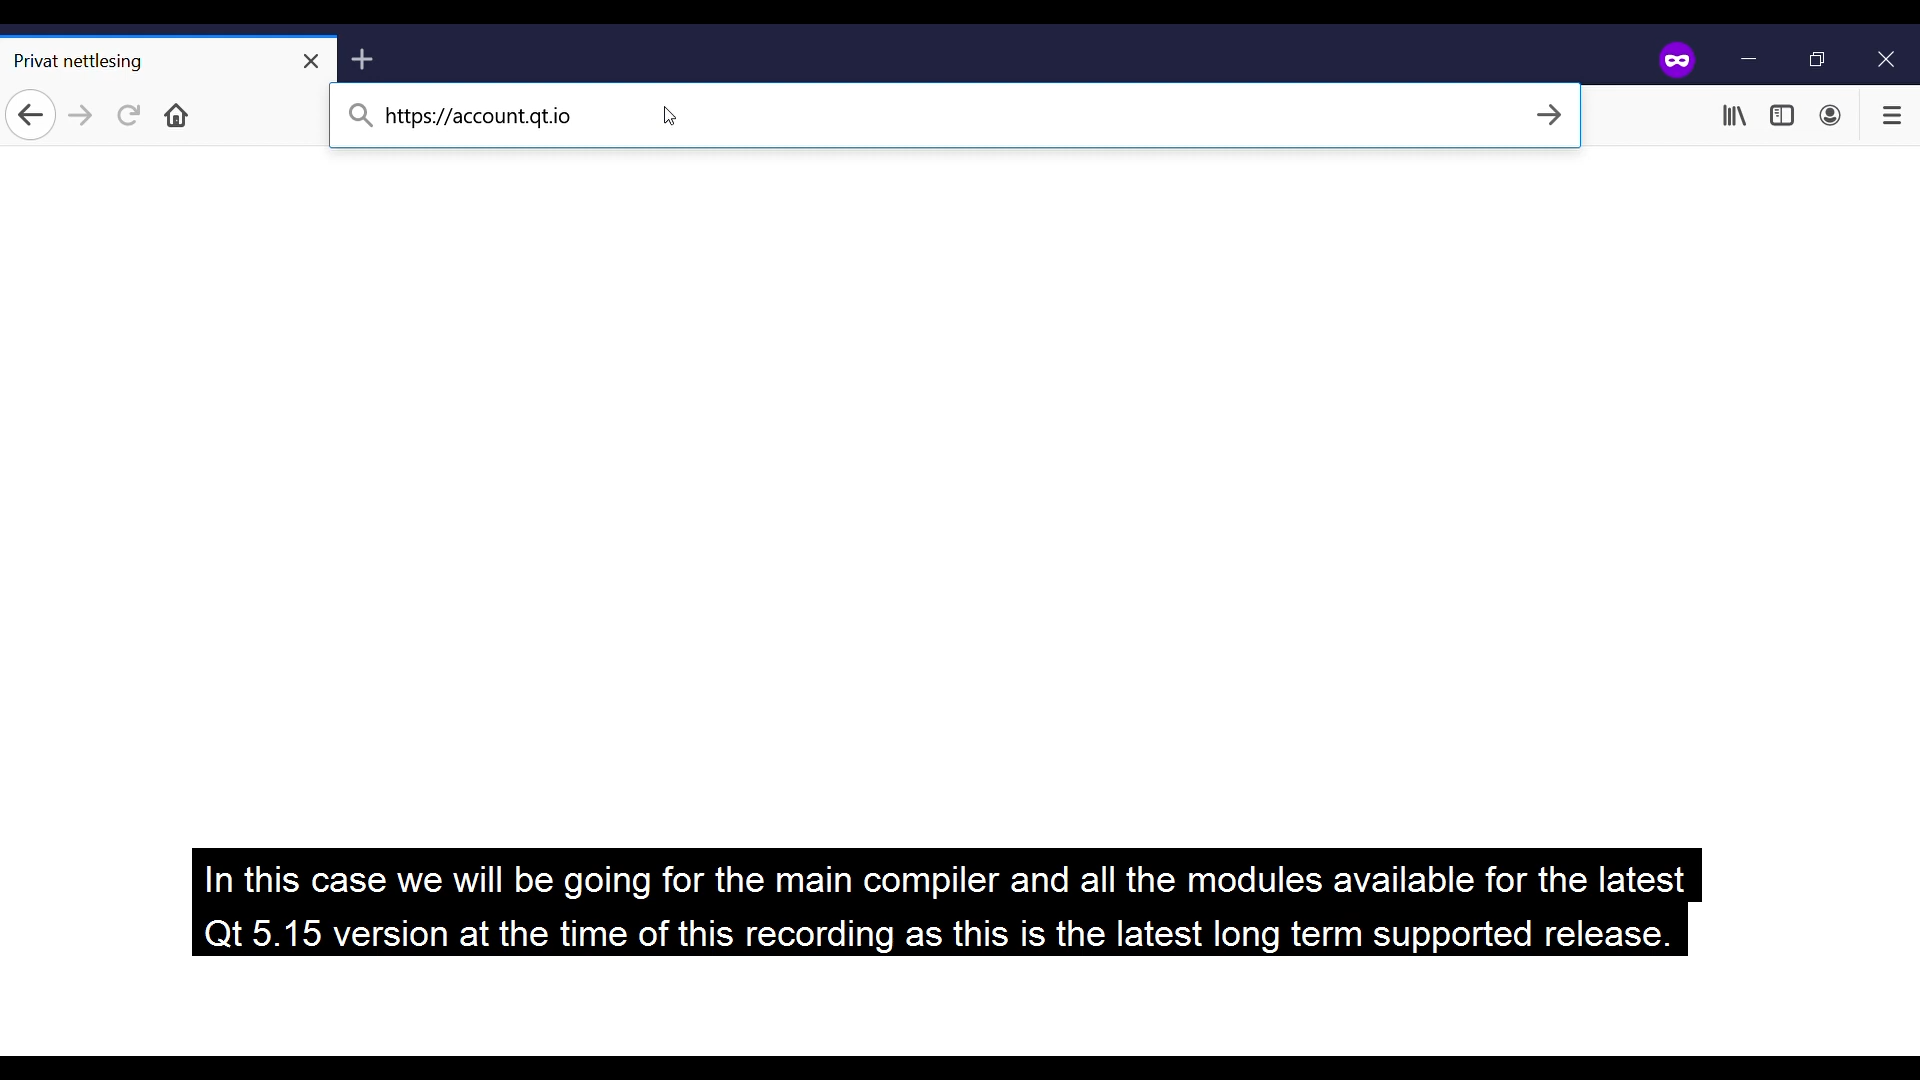 Privat nettlesing
https://account.qt.io
In this case we will be going for the main compiler and all the modules available for the latest
Qt 5.15 version at the time of this recording as this is the latest long term supported release.